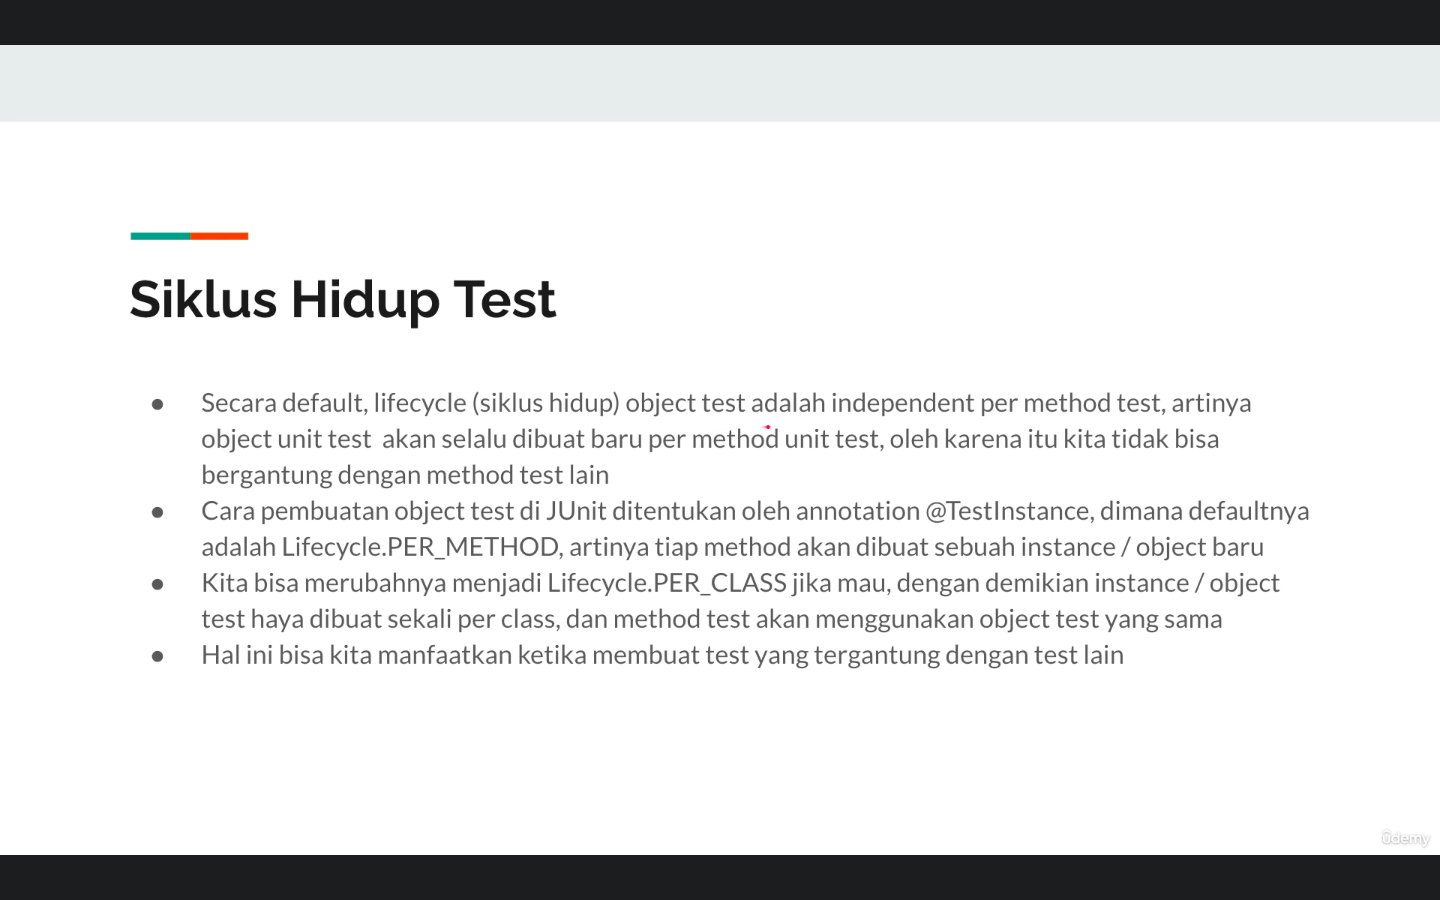 Siklus Hidup Test
● Secara default, lifecycle (siklus hidup) object test adalah independent per method test, artinya
object unit test  akan selalu dibuat baru per method unit test, oleh karena itu kita tidak bisa
bergantung dengan method test lain
● Cara pembuatan object test di JUnit ditentukan oleh annotation @TestInstance, dimana defaultnya
adalah Lifecycle.PER_METHOD, artinya tiap method akan dibuat sebuah instance / object baru
● Kita bisa merubahnya menjadi Lifecycle.PER_CLASS jika mau, dengan demikian instance / object
test haya dibuat sekali per class, dan method test akan menggunakan object test yang sama
● Hal ini bisa kita manfaatkan ketika membuat test yang tergantung dengan test lain
ûdemy